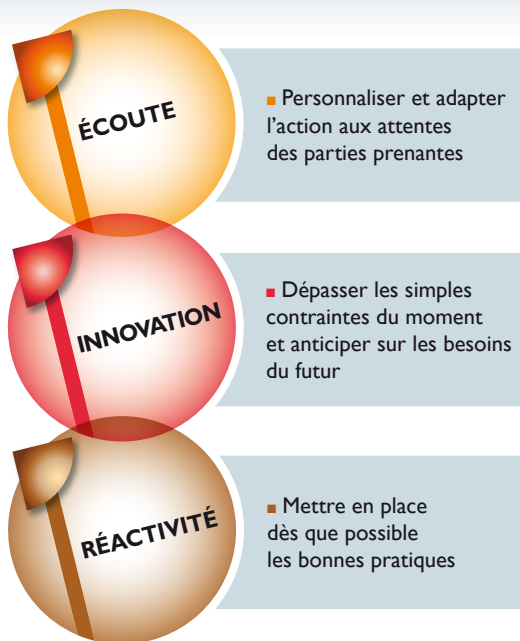 ÉCOUTE
▪ Personnaliser et adapter
l'action aux attentes
des parties prenantes
INNOVATION
▪ Dépasser les simples
contraintes du moment
et anticiper sur les besoins
du futur
RÉACTIVITÉ
▪ Mettre en place
dès que possible
les bonnes pratiques